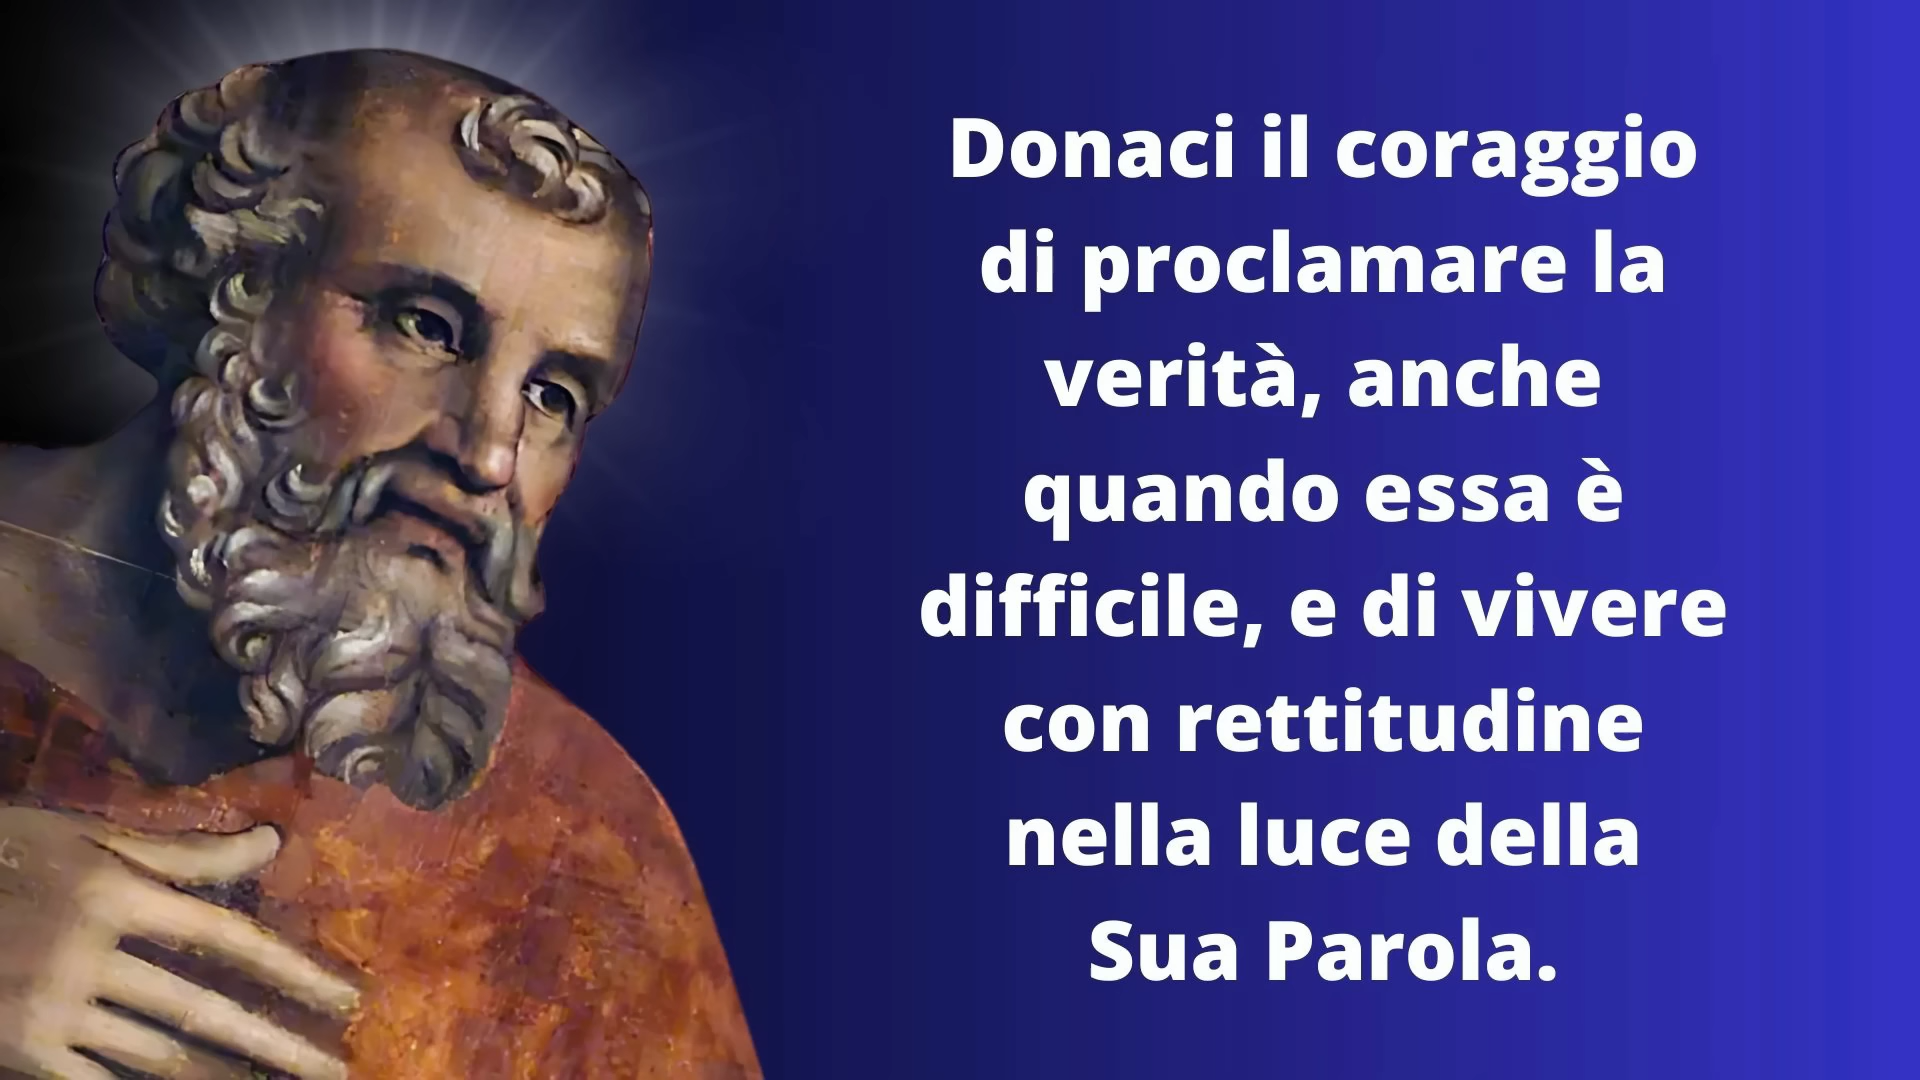 Donaci il coraggio
di proclamare la
verità, anche
quando essa è
difficile, e di vivere
con rettitudine
nella luce della
Sua Parola.